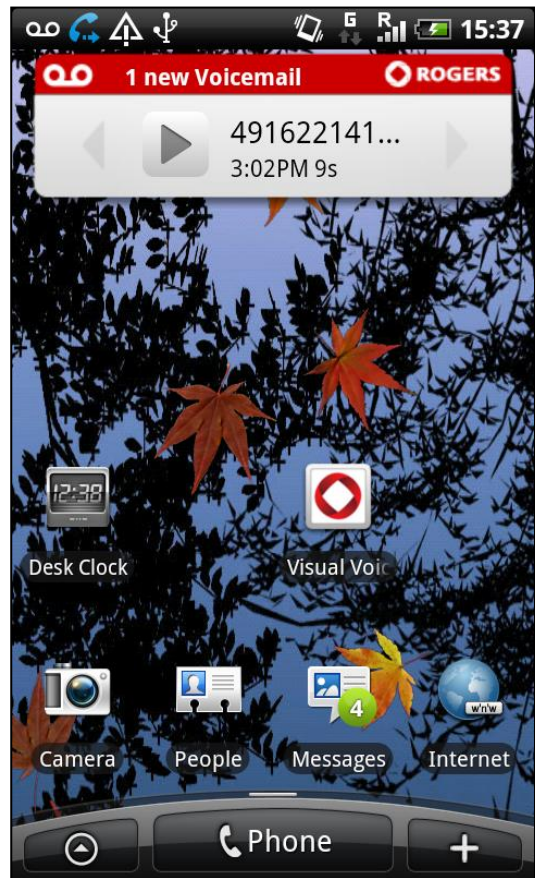 G R 15:37
1 new Voicemail ROGERS
491622141...
3:02PM 9s
12:38
Desk Clock
Visual Voic
4
w'n'w
Camera
People
Messages
Internet
Phone